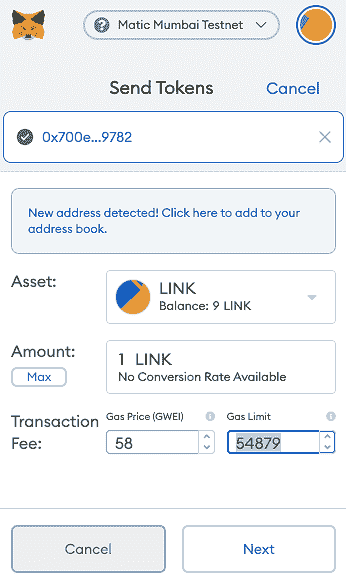 Matic Mumbai Testnet
Send Tokens
Cancel
0x700e...9782
New address detected! Click here to add to your
address book.
Asset:
LINK
Balance: 9 LINK
Amount:
Max
1 LINK
No Conversion Rate Available
Transaction
Fee:
Gas Price (GWEI)
Gas Limit
58
54879
Cancel
Next